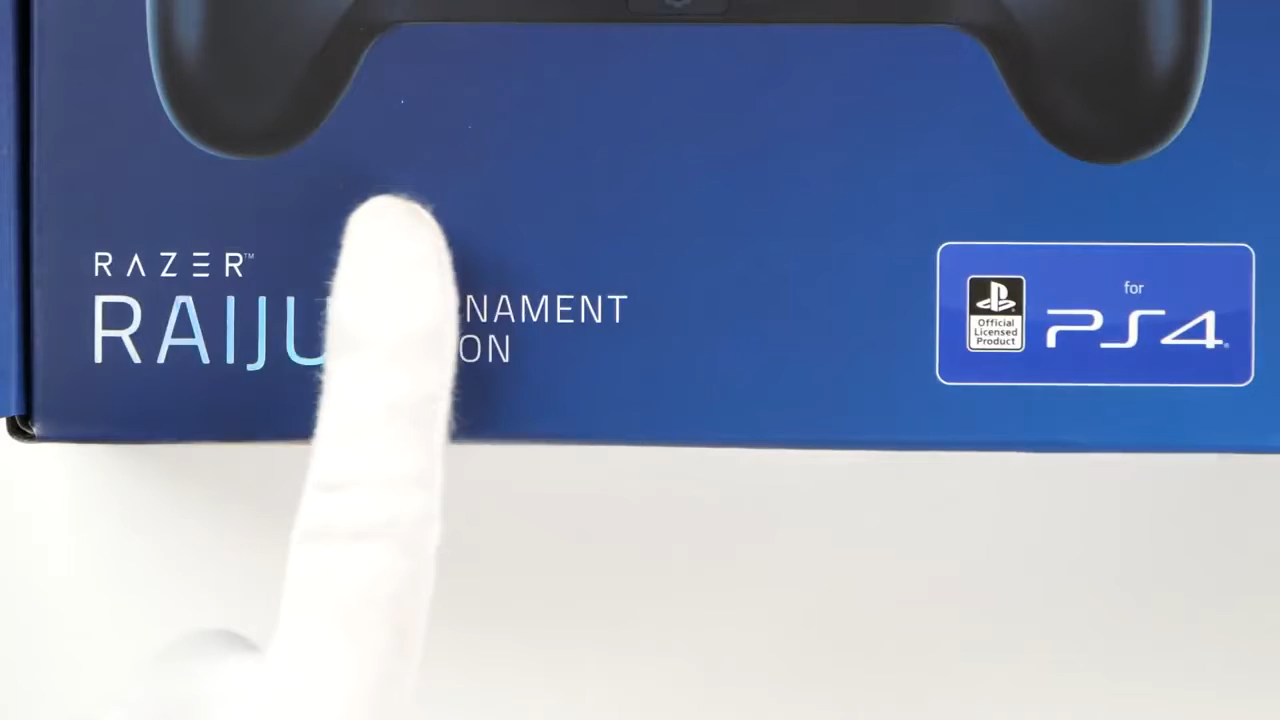 RAZER™
RAIJU
NAMENT
ON
for
PS4
Official
Licensed
Product